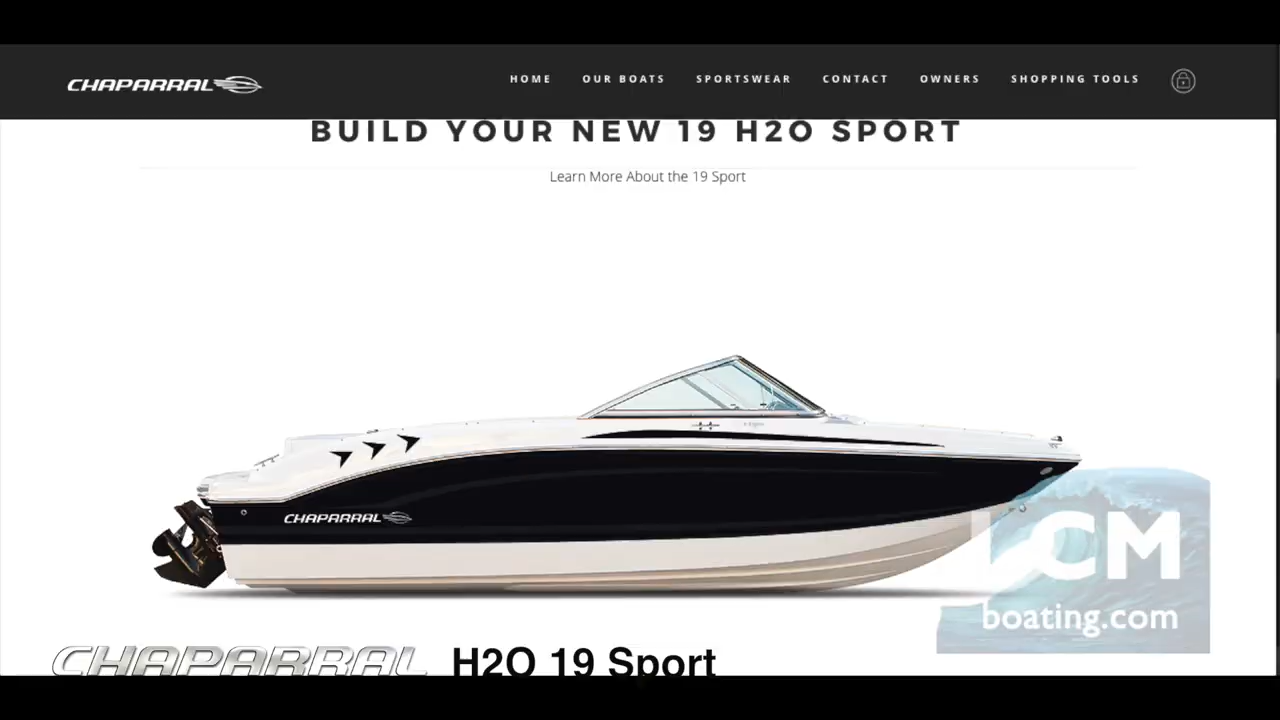 CHAPARRAL
HOME OUR BOATS SPORTSWEAR CONTACT OWNERS SHOPPING TOOLS
BUILD YOUR NEW 19 H2O SPORT
Learn More About the 19 Sport
CHAPARRAL
LCM
boating.com
CHAPARRAL H2O 19 Sport